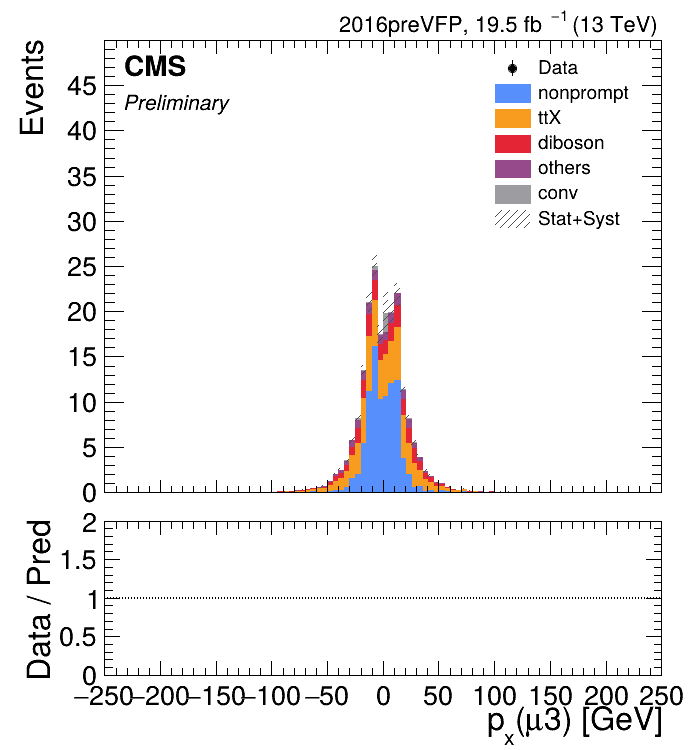 2016preVFP, 19.5 fb⁻¹ (13 TeV)
CMS
Preliminary
Events
45
40
35
30
25
20
15
10
5
0
Data
nonprompt
ttX
diboson
others
conv
Stat+Syst
Data / Pred
2
1.5
1
0.5
0
−250 −200 −150 −100 −50 0 50 100 150 200 250
pₓ(μ3) [GeV]